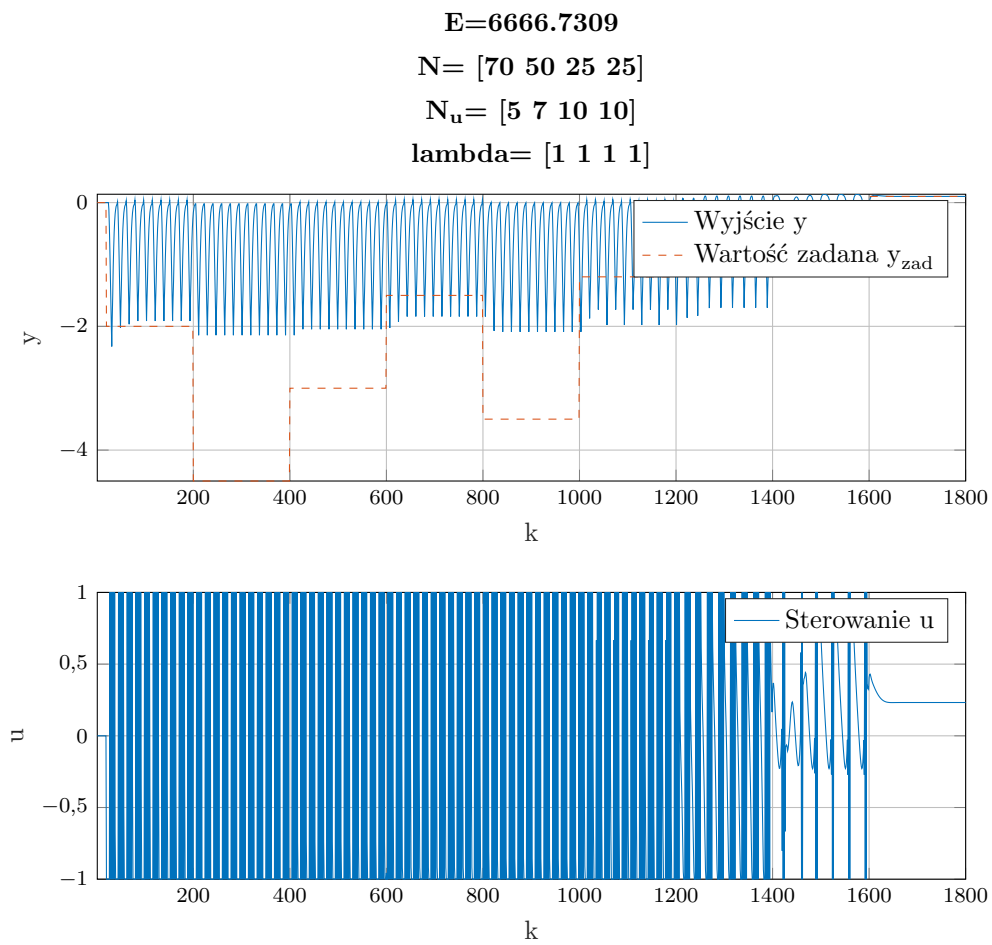 E=6666.7309
N= [70 50 25 25]
N_u= [5 7 10 10]
lambda= [1 1 1 1]
0
−2
−4
y
Wyjście y
Wartość zadana y_zad
200 400 600 800 1000 1200 1400 1600 1800
k
1
0,5
0
−0,5
−1
u
Sterowanie u
200 400 600 800 1000 1200 1400 1600 1800
k